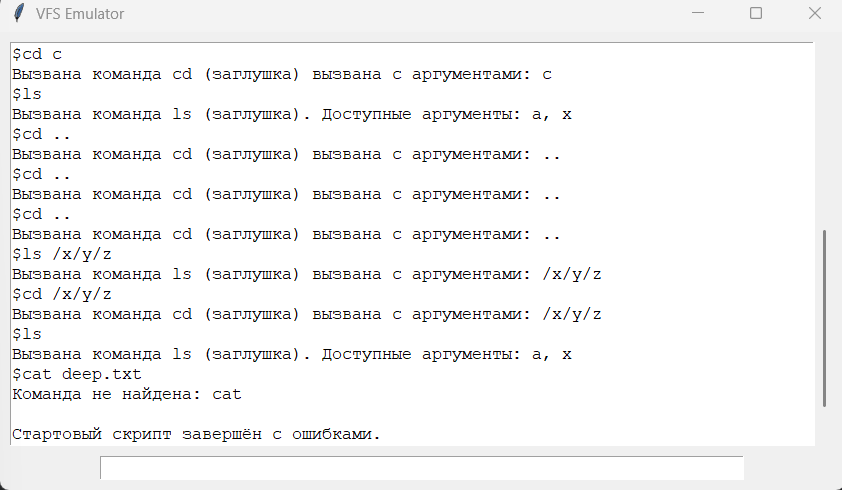 VFS Emulator
$cd c
Вызвана команда cd (заглушка) вызвана с аргументами: c
$ls
Вызвана команда ls (заглушка). Доступные аргументы: a, x
$cd ..
Вызвана команда cd (заглушка) вызвана с аргументами: ..
$cd ..
Вызвана команда cd (заглушка) вызвана с аргументами: ..
$cd ..
Вызвана команда cd (заглушка) вызвана с аргументами: ..
$ls /x/y/z
Вызвана команда ls (заглушка) вызвана с аргументами: /x/y/z
$cd /x/y/z
Вызвана команда cd (заглушка) вызвана с аргументами: /x/y/z
$ls
Вызвана команда ls (заглушка). Доступные аргументы: a, x
$cat deep.txt
Команда не найдена: cat
Стартовый скрипт завершён с ошибками.